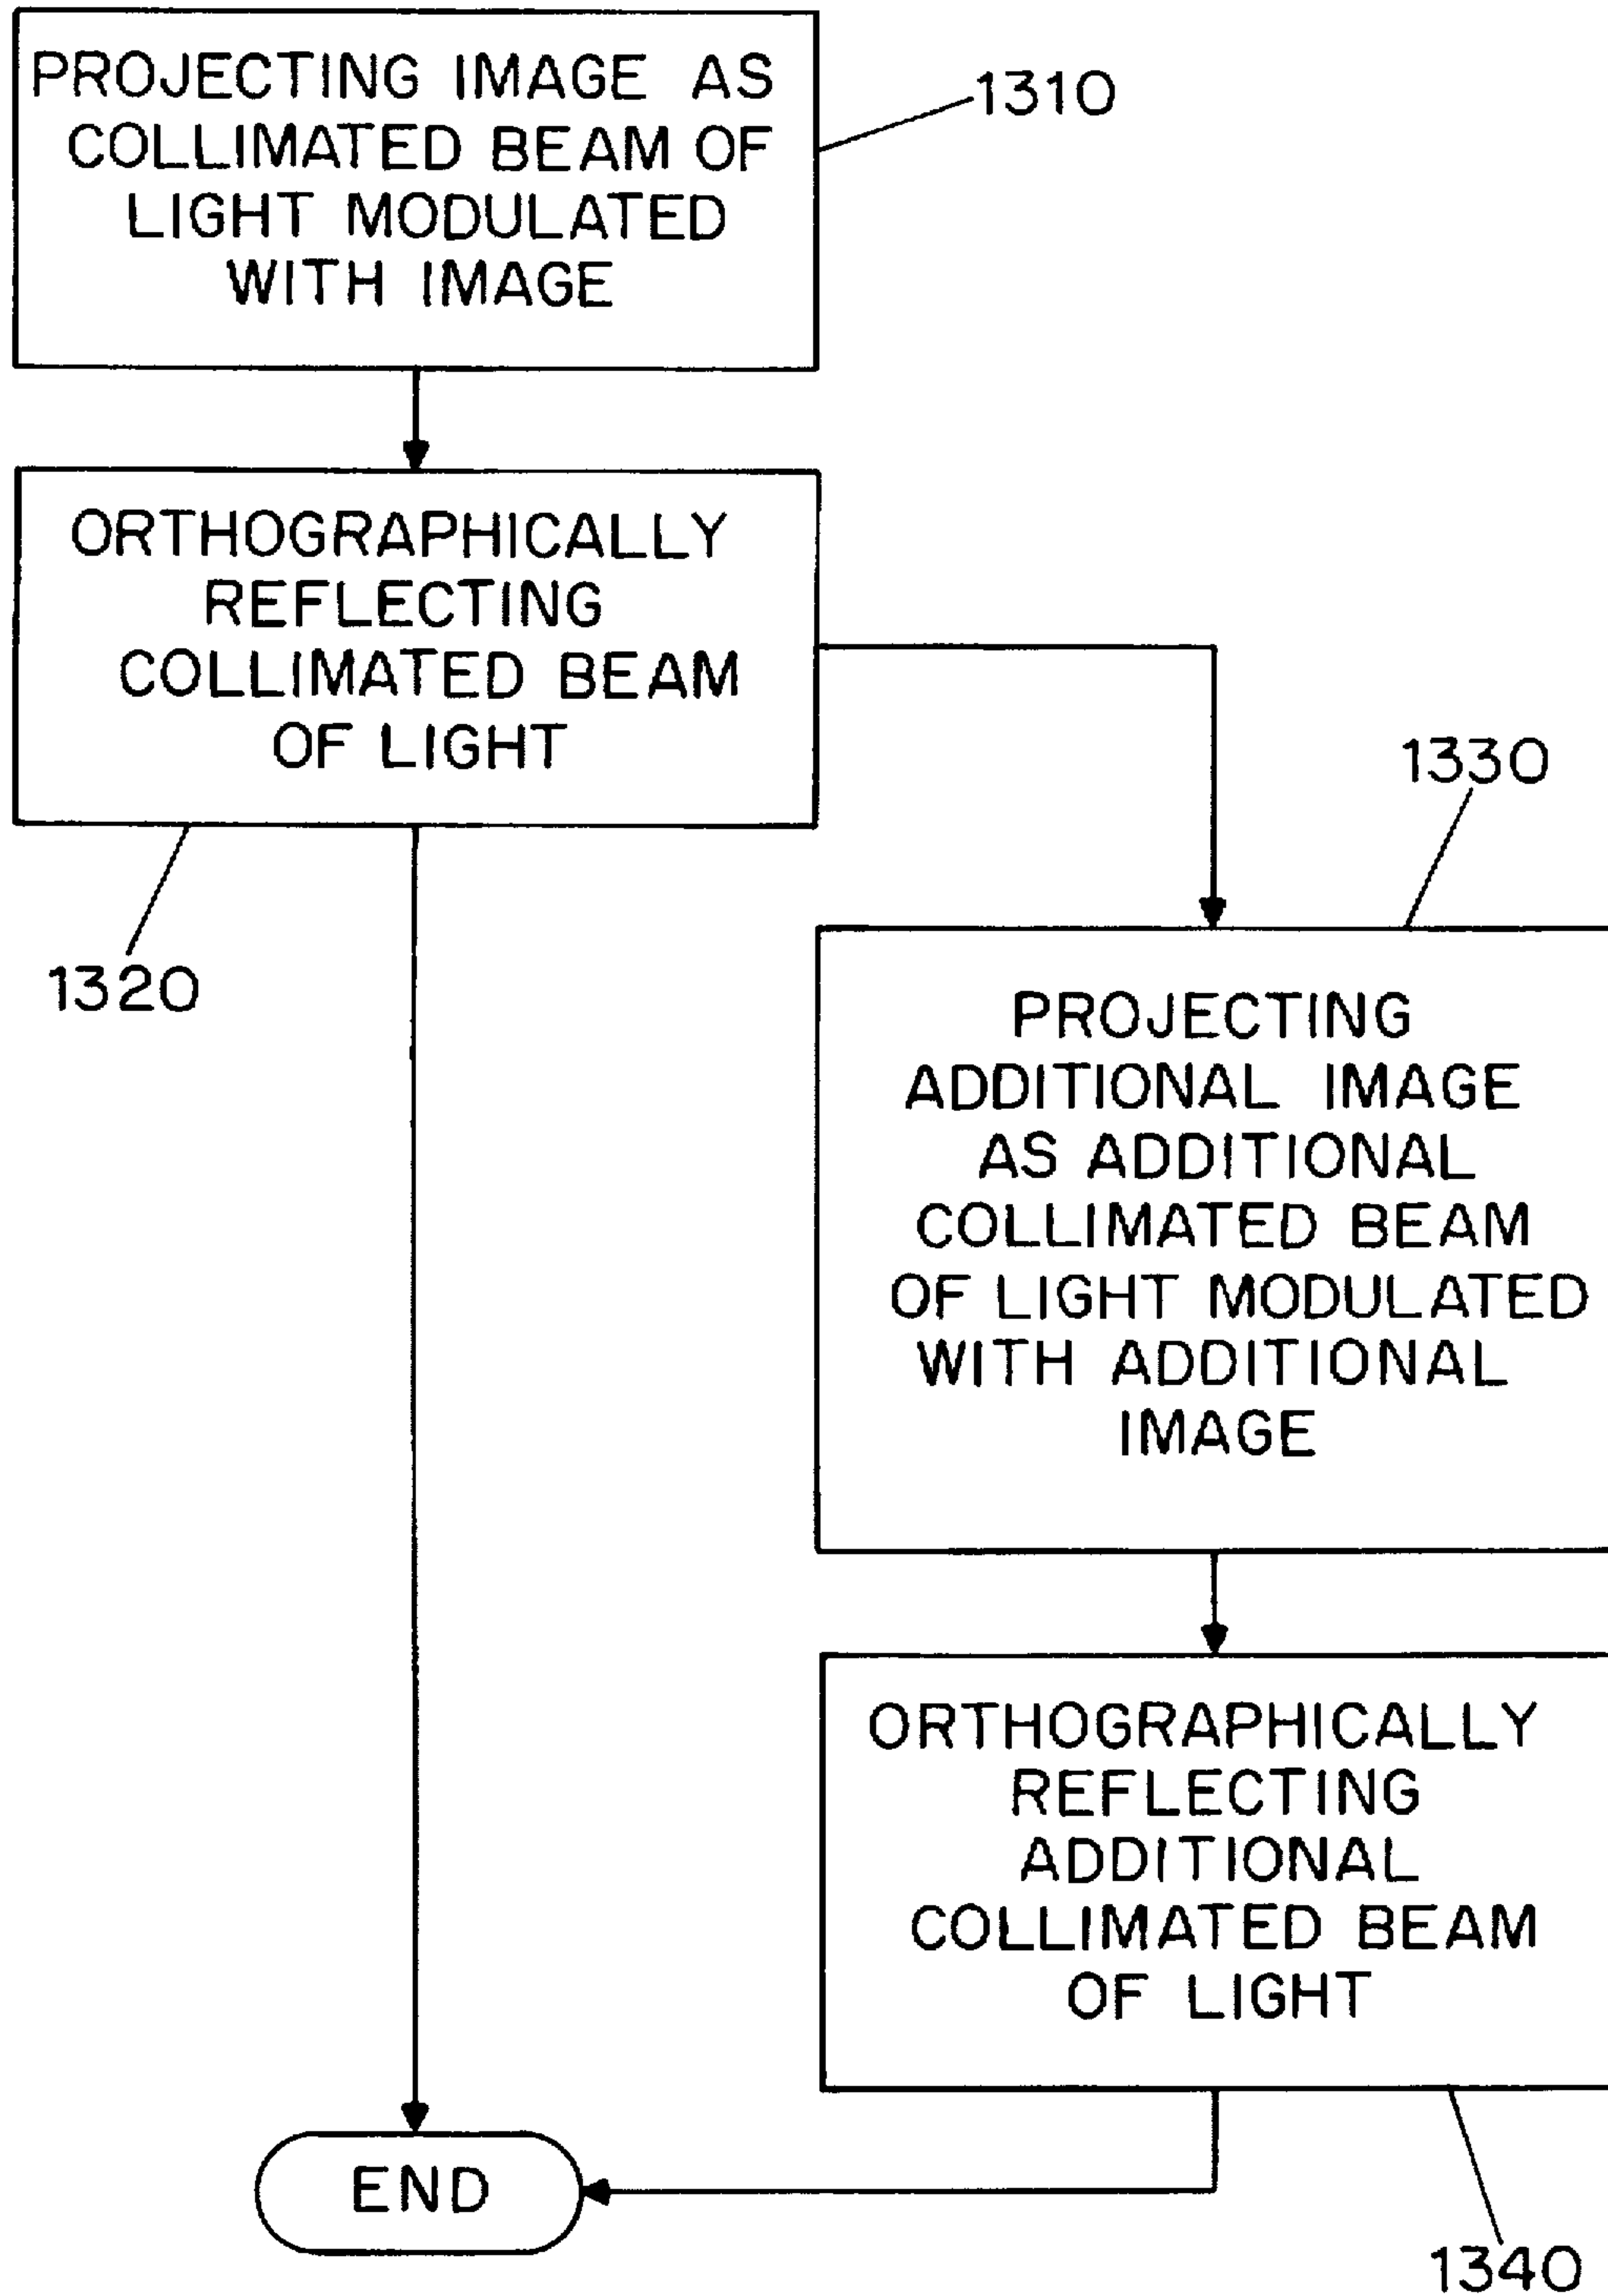 PROJECTING IMAGE AS
COLLIMATED BEAM OF
LIGHT MODULATED
WITH IMAGE
1310
ORTHOGRAPHICALLY
REFLECTING
COLLIMATED BEAM
OF LIGHT
1320
1330
PROJECTING
ADDITIONAL IMAGE
AS ADDITIONAL
COLLIMATED BEAM
OF LIGHT MODULATED
WITH ADDITIONAL
IMAGE
ORTHOGRAPHICALLY
REFLECTING
ADDITIONAL
COLLIMATED BEAM
OF LIGHT
1340
END